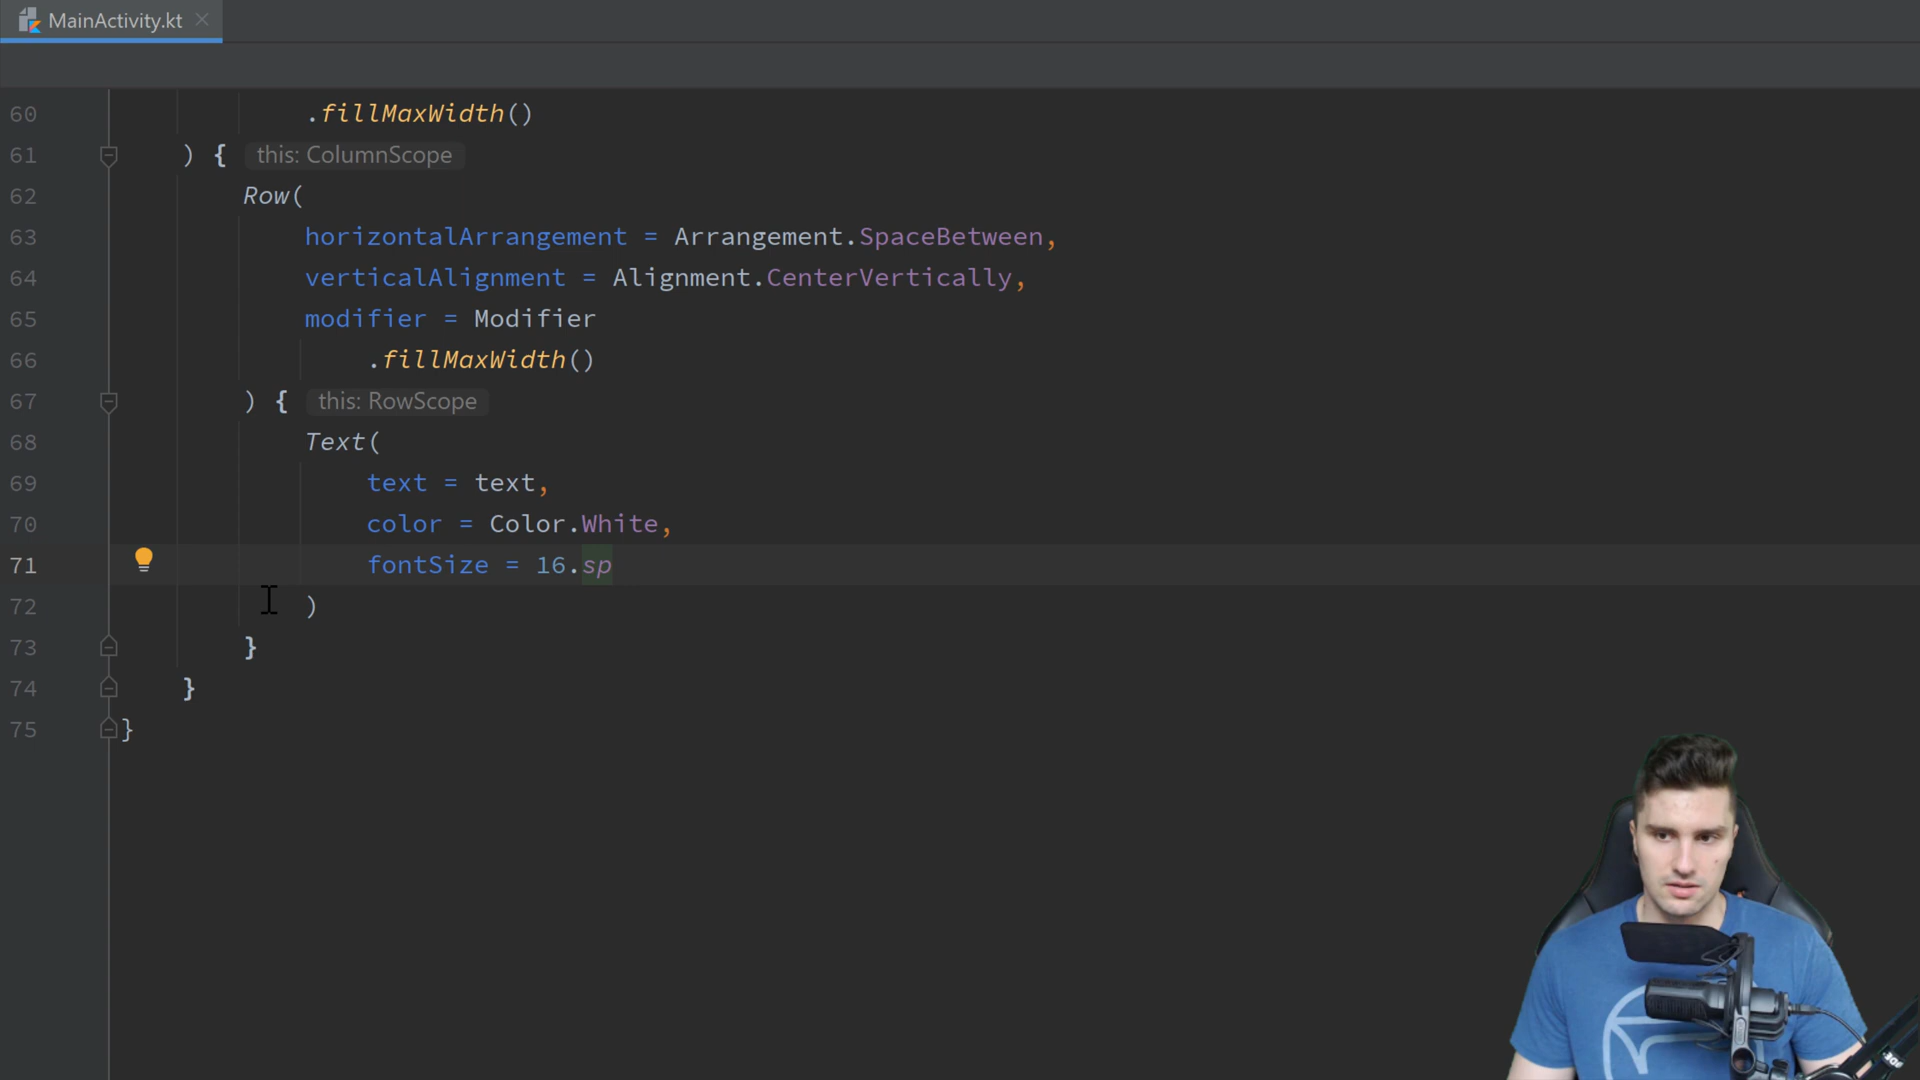 MainActivity.kt
60 .fillMaxWidth()
61 ) { this: ColumnScope
62 Row(
63 horizontalArrangement = Arrangement.SpaceBetween,
64 verticalAlignment = Alignment.CenterVertically,
65 modifier = Modifier
66 .fillMaxWidth()
67 ) { this: RowScope
68 Text(
69 text = text,
70 color = Color.White,
71 fontSize = 16.sp
72 )
73 }
74 }
75 }